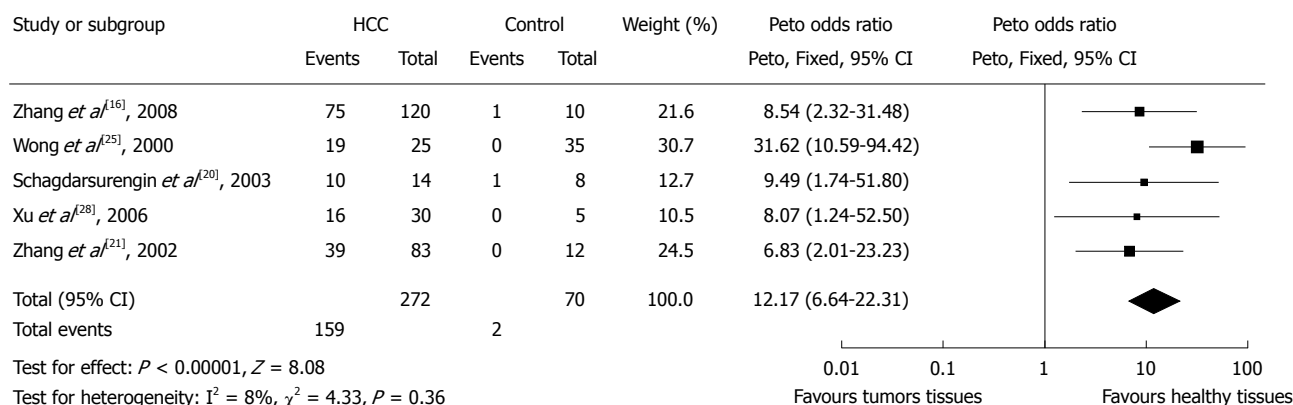 Study or subgroup HCC Control Weight (%) Peto odds ratio Peto odds ratio
Events Total Events Total Peto, Fixed, 95% CI Peto, Fixed, 95% CI
Zhang et al[16], 2008 75 120 1 10 21.6 8.54 (2.32-31.48)
Wong et al[25], 2000 19 25 0 35 30.7 31.62 (10.59-94.42)
Schagdarsurengin et al[20], 2003 10 14 1 8 12.7 9.49 (1.74-51.80)
Xu et al[28], 2006 16 30 0 5 10.5 8.07 (1.24-52.50)
Zhang et al[21], 2002 39 83 0 12 24.5 6.83 (2.01-23.23)
Total (95% CI) 272 70 100.0 12.17 (6.64-22.31)
Total events 159 2
Test for effect: P < 0.00001, Z = 8.08
0.01 0.1 1 10 100
Test for heterogeneity: I² = 8%, χ² = 4.33, P = 0.36
Favours tumors tissues Favours healthy tissues